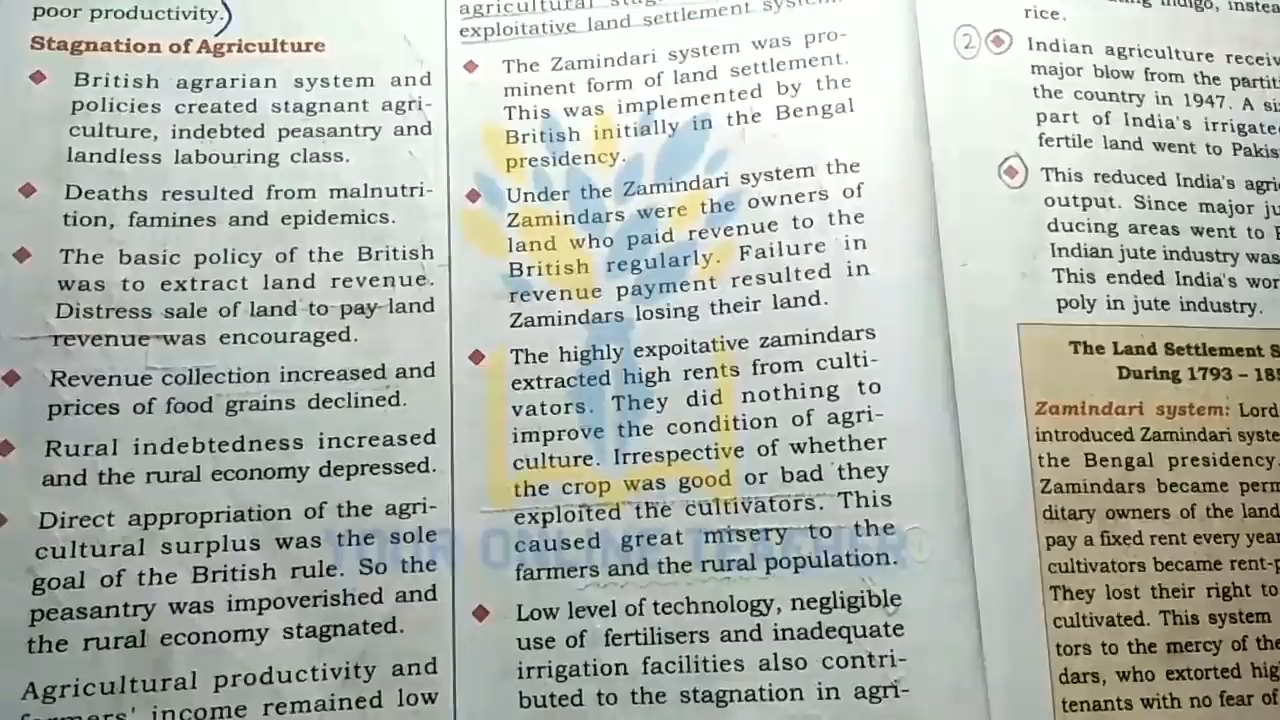 poor productivity.)
Stagnation of Agriculture
British agrarian system and
policies created stagnant agri-
culture, indebted peasantry and
landless labouring class.
Deaths resulted from malnutri-
tion, famines and epidemics.
The basic policy of the British
was to extract land revenue.
Distress sale of land to pay land
revenue was encouraged.
Revenue collection increased and
prices of food grains declined.
Rural indebtedness increased
and the rural economy depressed.
Direct appropriation of the agri-
cultural surplus was the sole
goal of the British rule. So the
peasantry was impoverished and
the rural economy stagnated.
Agricultural productivity and
income remained low
agricultural
exploitative land settlement
The Zamindari system was pro-
minent form of land settlement.
This was implemented by the
British initially in the Bengal
presidency.
Under the Zamindari system the
Zamindars were the owners of
land who paid revenue to the
British regularly. Failure in
revenue payment resulted in
Zamindars losing their land.
The highly expoitative zamindars
extracted high rents from culti-
vators. They did nothing to
improve the condition of agri-
culture. Irrespective of whether
the crop was good or bad they
exploited the cultivators. This
caused great misery to the
farmers and the rural population.
Low level of technology, negligible
use of fertilisers and inadequate
irrigation facilities also contri-
buted to the stagnation in agri-
indigo,
rice.
2
Indian agriculture
major blow from the
the country in 1947. A
part of India's
fertile land went to
This reduced India's
output. Since major
ducing areas went to
Indian jute industry was
This ended India's
poly in jute industry.
The Land Settlement
During 1793 –
Zamindari system: Lord
introduced Zamindari
the Bengal presidency.
Zamindars became
ditary owners of the land
pay a fixed rent every
cultivators became
They lost their right to
cultivated. This system
tors to the mercy of the
dars, who extorted
tenants with no fear of
YOUR ONLINE TEACHER